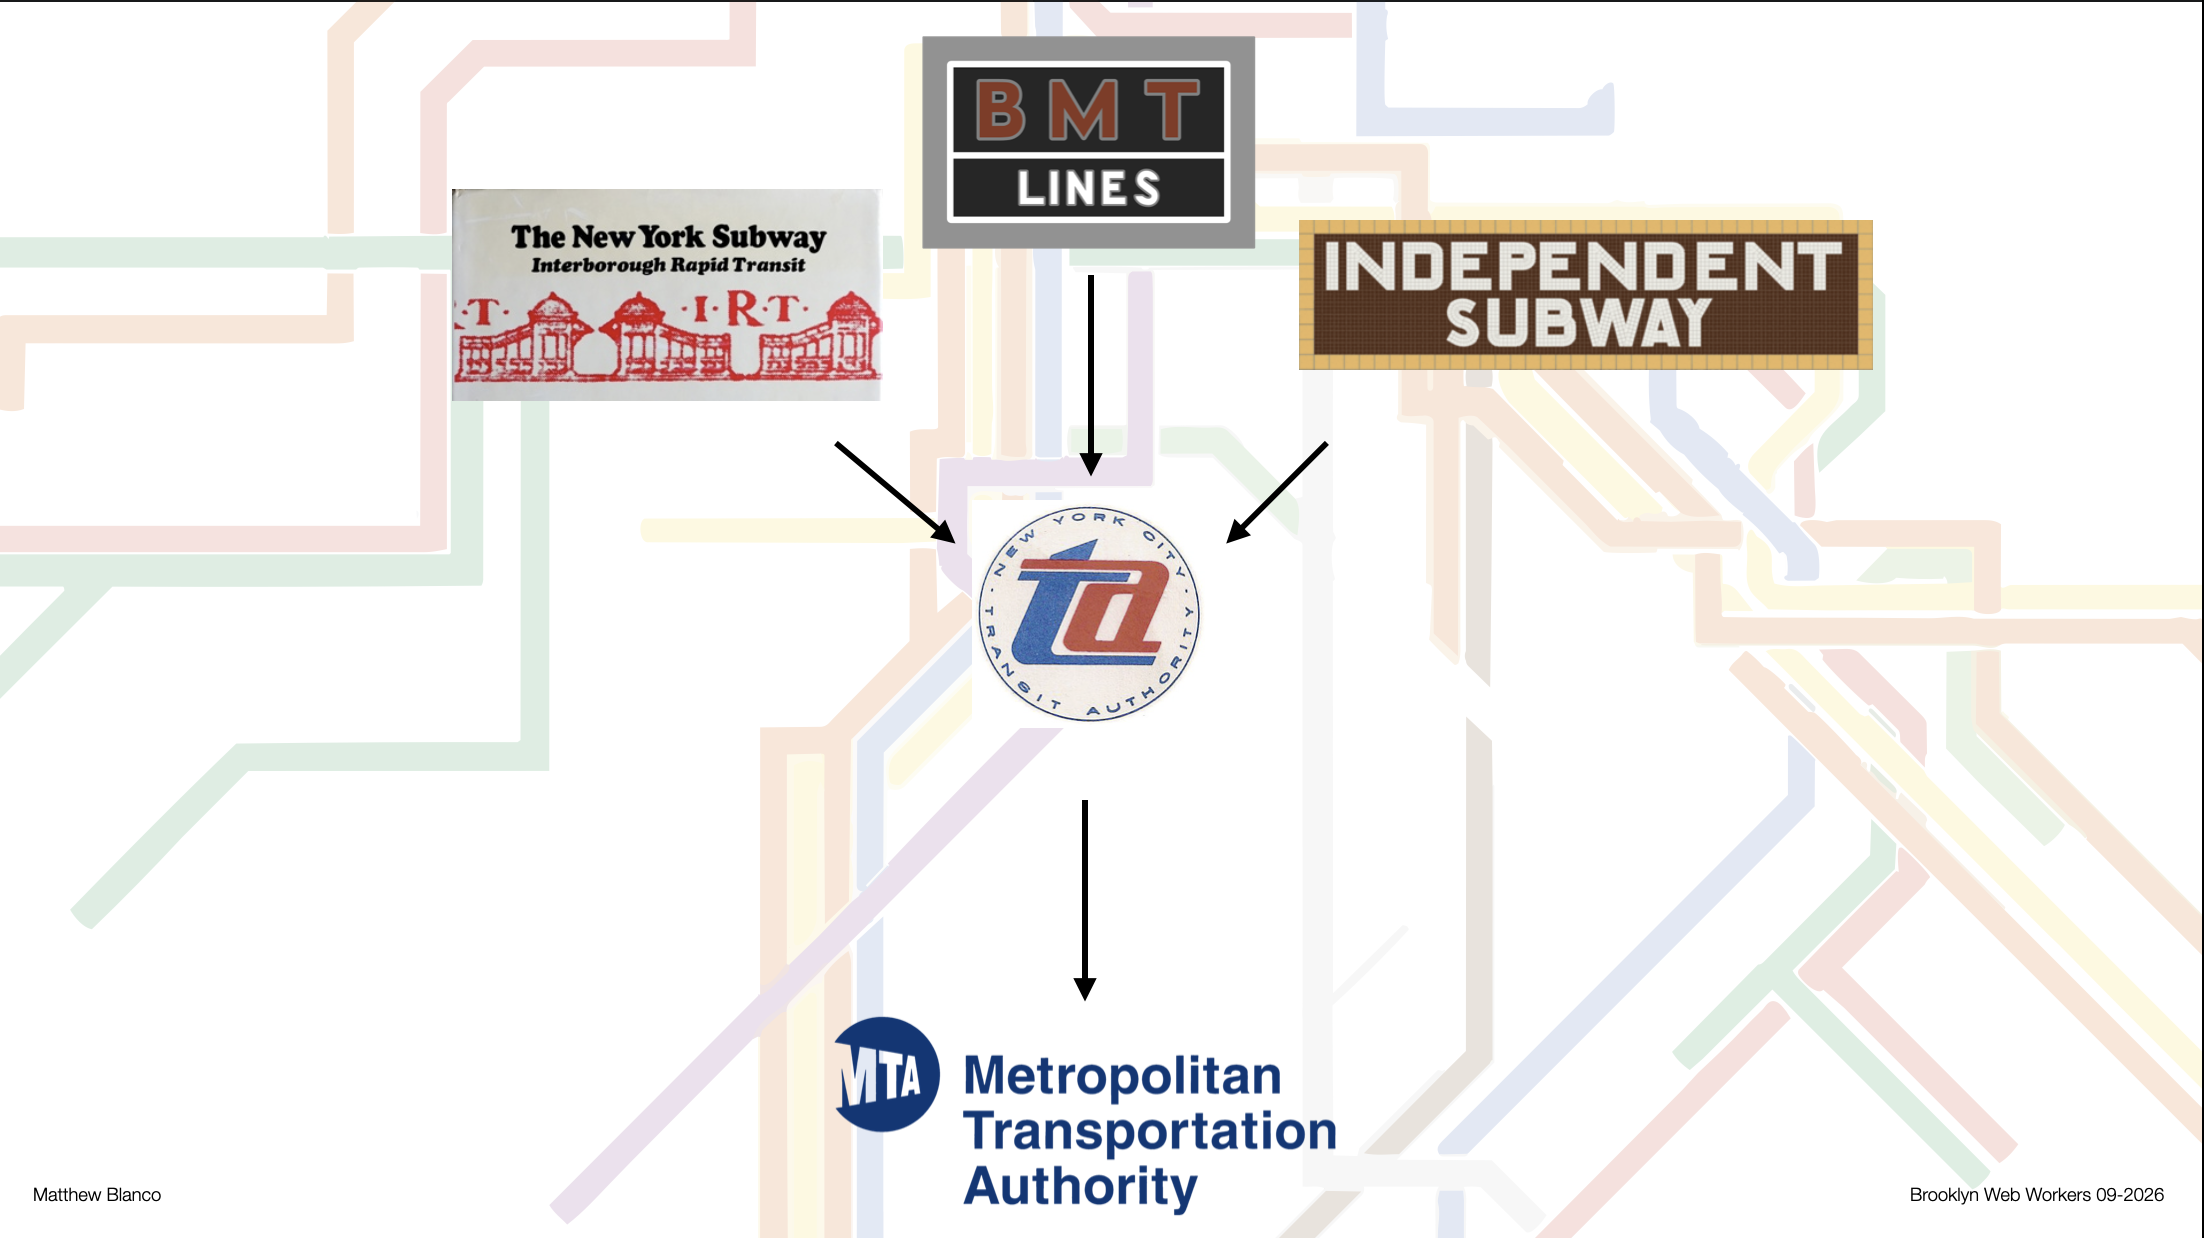 BMT
LINES
The New York Subway
Interborough Rapid Transit
R.T. · I.R.T.
INDEPENDENT
SUBWAY
NEW YORK CITY · TRANSIT AUTHORITY ·
ta
MTA
Metropolitan
Transportation
Authority
Matthew Blanco
Brooklyn Web Workers 09-2026